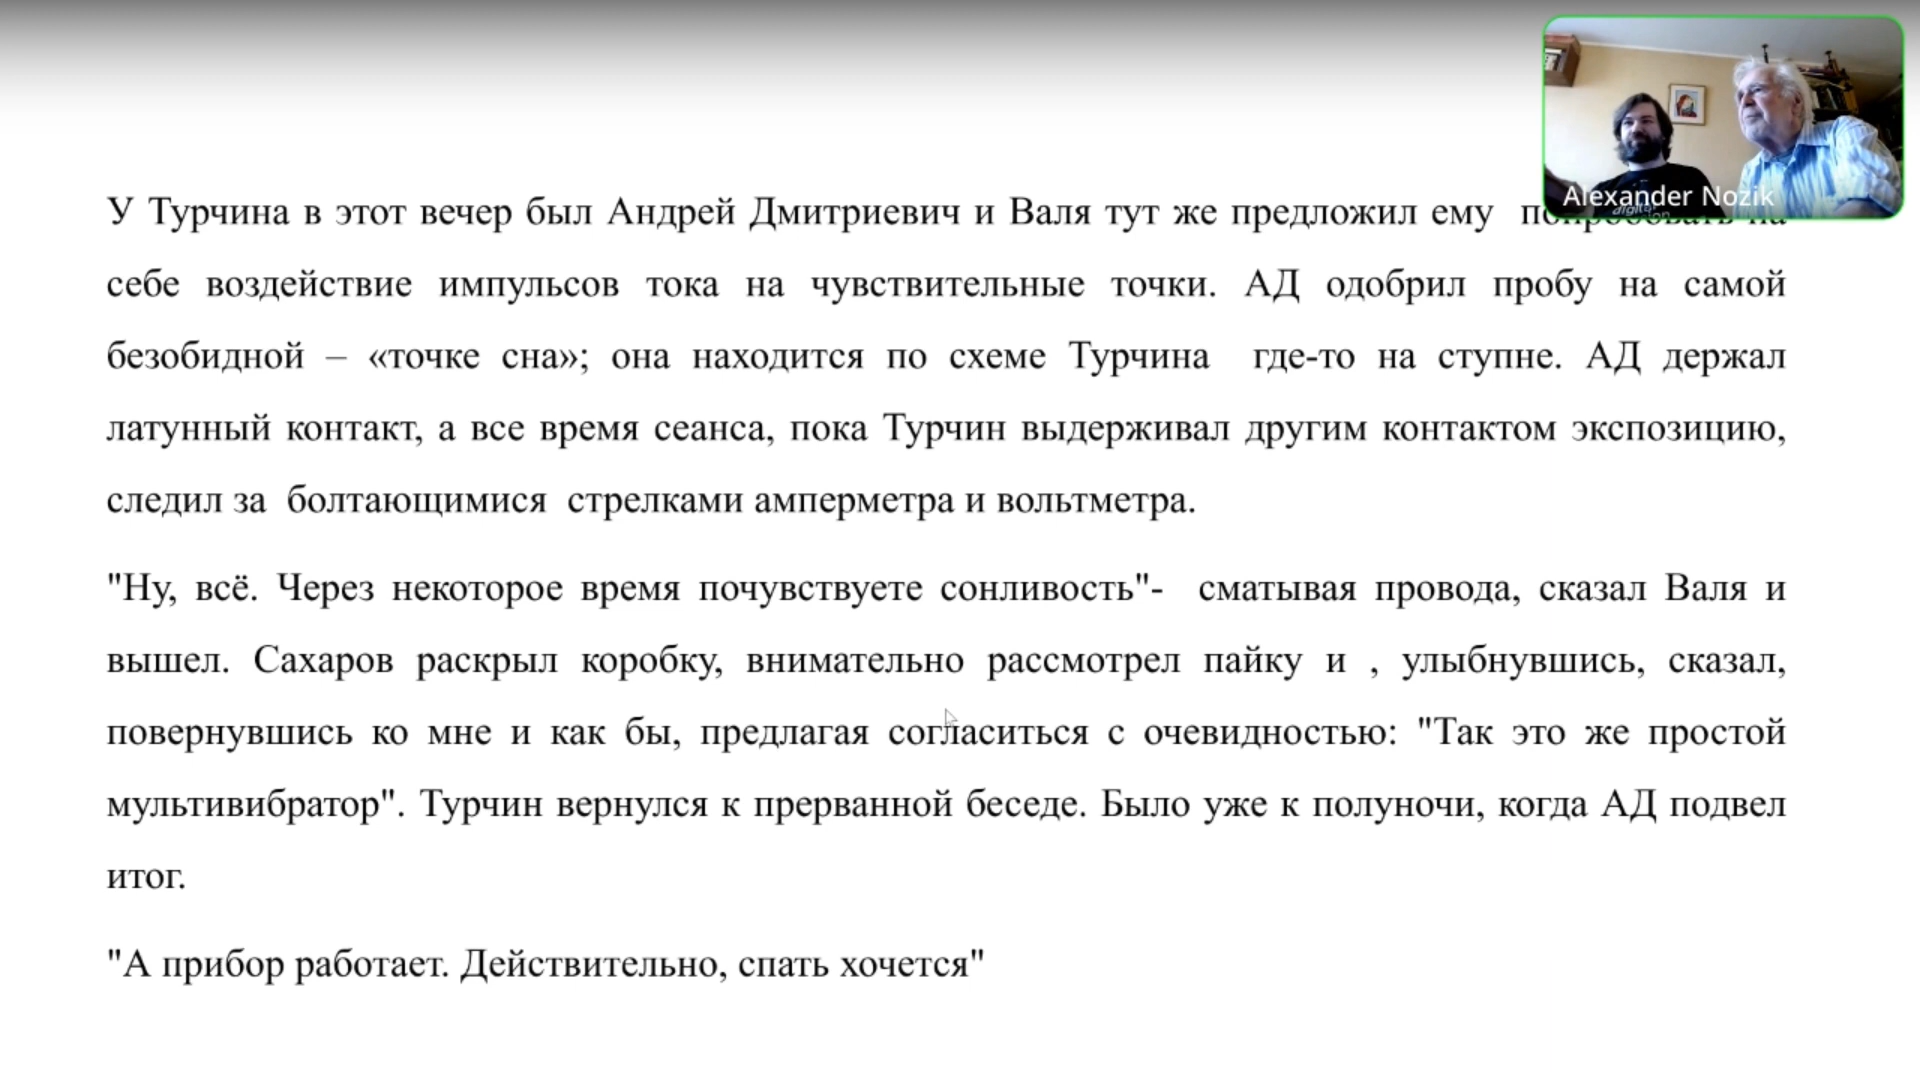 Alexander Nozik
У Турчина в этот вечер был Андрей Дмитриевич и Валя тут же предложил ему попробовать на
себе воздействие импульсов тока на чувствительные точки. АД одобрил пробу на самой
безобидной – «точке сна»; она находится по схеме Турчина где-то на ступне. АД держал
латунный контакт, а все время сеанса, пока Турчин выдерживал другим контактом экспозицию,
следил за болтающимися стрелками амперметра и вольтметра.
"Ну, всё. Через некоторое время почувствуете сонливость"- сматывая провода, сказал Валя и
вышел. Сахаров раскрыл коробку, внимательно рассмотрел пайку и , улыбнувшись, сказал,
повернувшись ко мне и как бы, предлагая согласиться с очевидностью: "Так это же простой
мультивибратор". Турчин вернулся к прерванной беседе. Было уже к полуночи, когда АД подвел
итог.
"А прибор работает. Действительно, спать хочется"